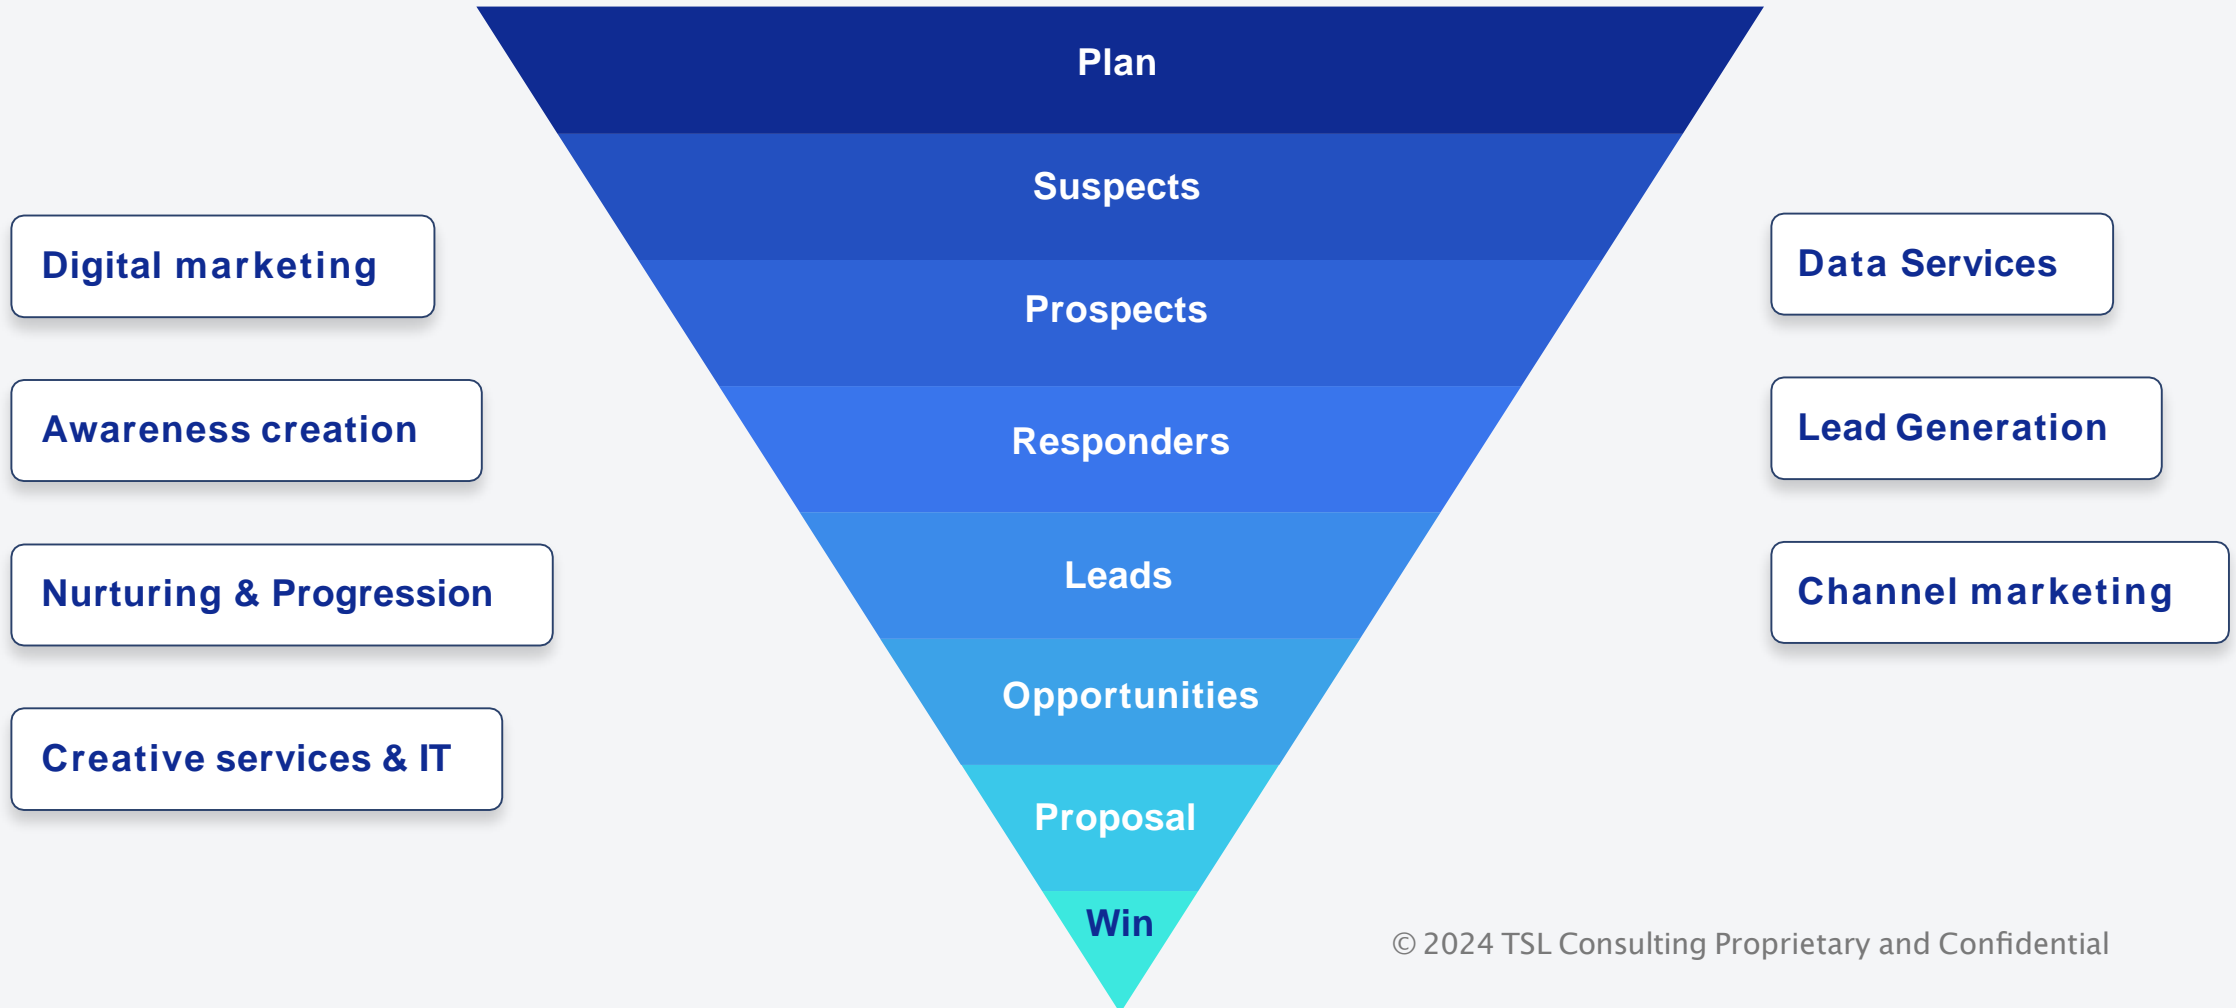 Plan
Suspects
Prospects
Responders
Leads
Opportunities
Proposal
Win
Digital marketing
Awareness creation
Nurturing & Progression
Creative services & IT
Data Services
Lead Generation
Channel marketing
© 2024 TSL Consulting Proprietary and Confidential